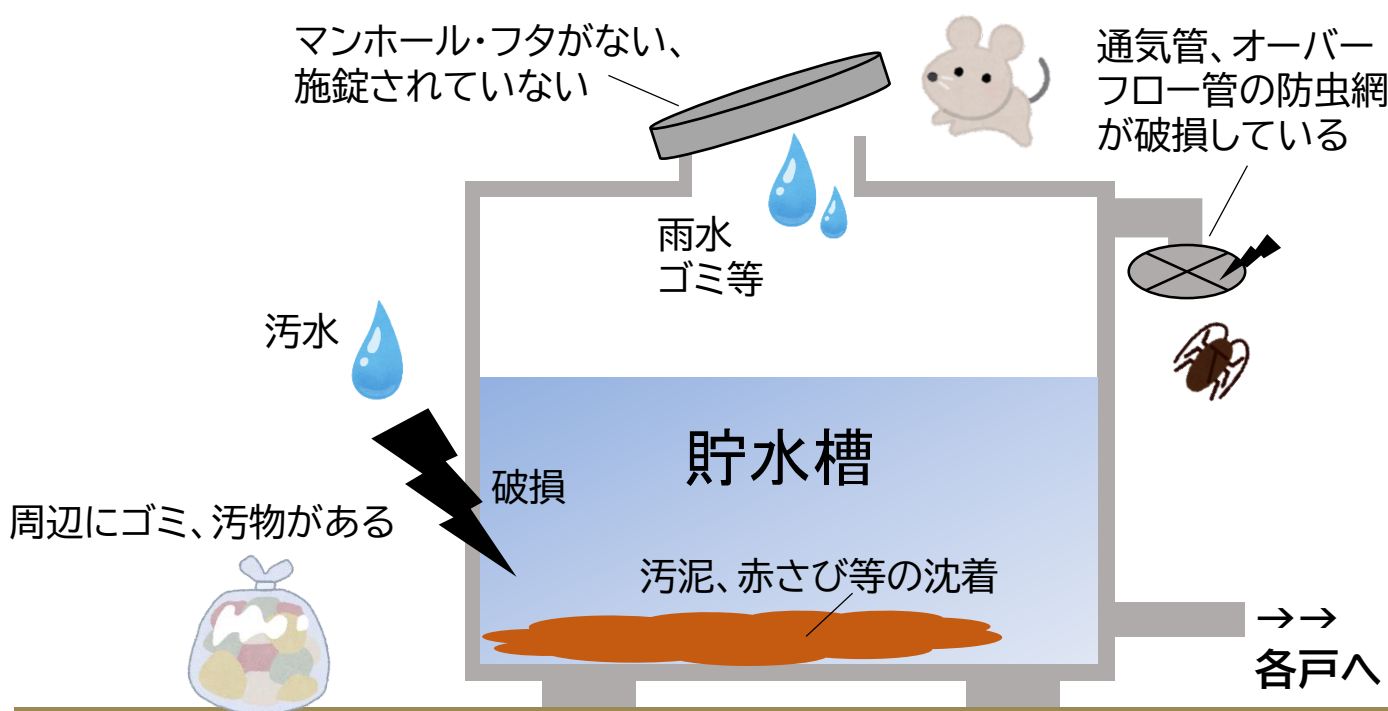 マンホール・フタがない、
施錠されていない
通気管、オーバー
フロー管の防虫網
が破損している
雨水
ゴミ等
汚水
貯水槽
破損
周辺にゴミ、汚物がある
汚泥、赤さび等の沈着
→→
各戸へ